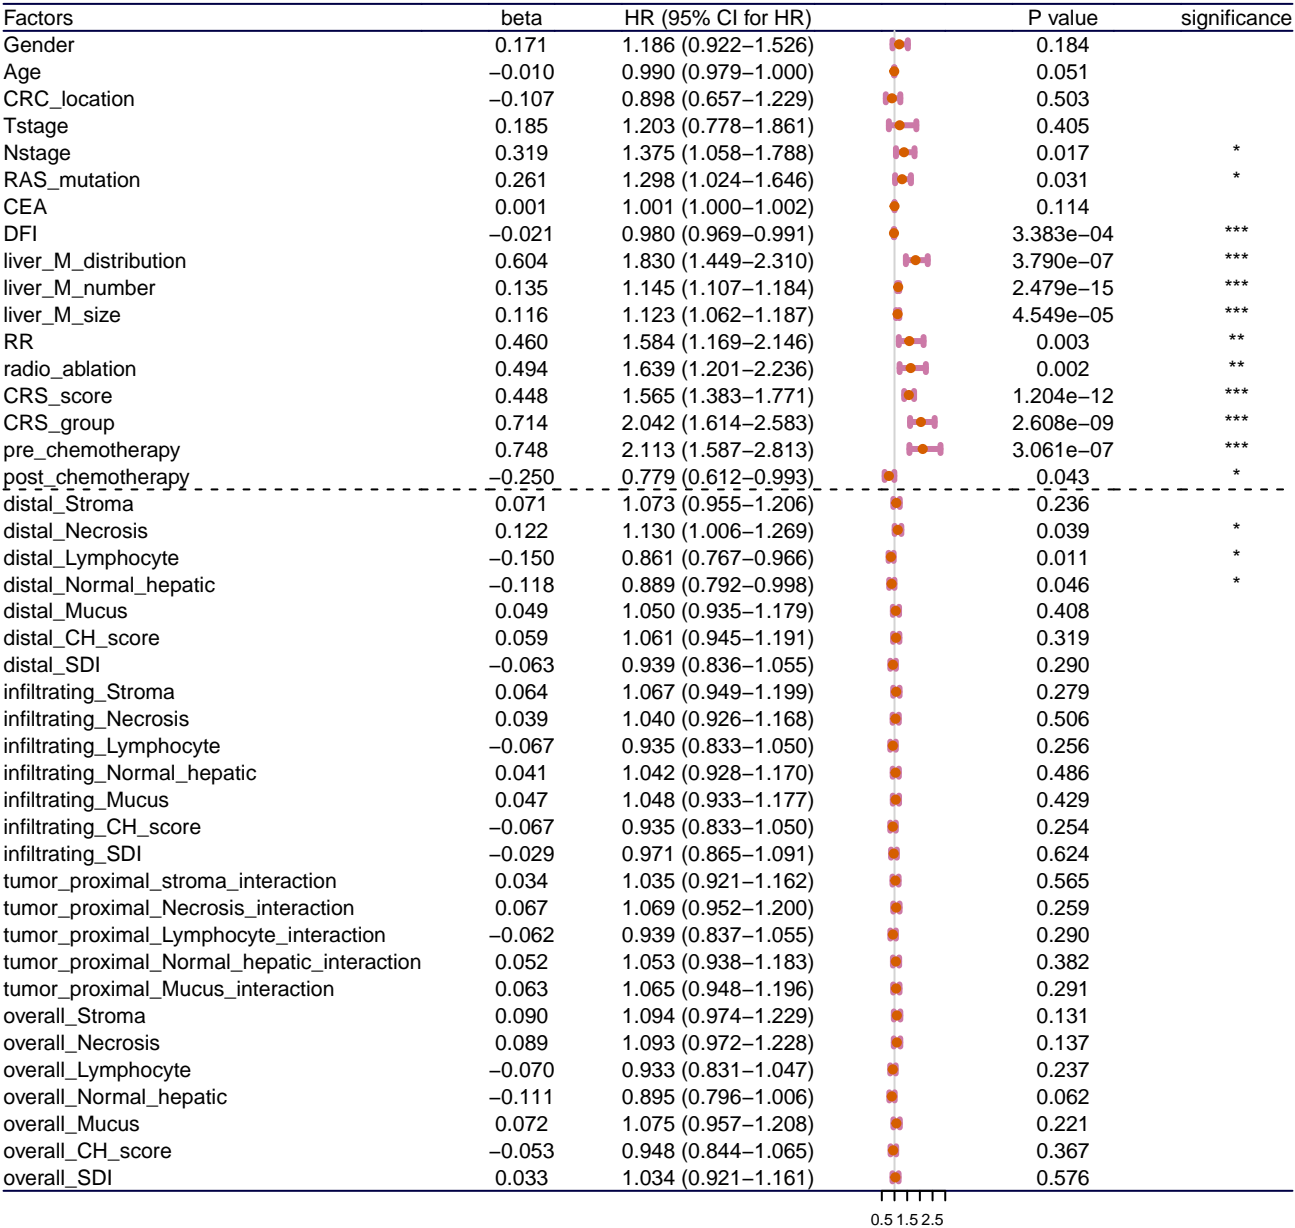 Factors beta HR (95% CI for HR) P value significance
Gender 0.171 1.186 (0.922−1.526) 0.184
Age −0.010 0.990 (0.979−1.000) 0.051
CRC_location −0.107 0.898 (0.657−1.229) 0.503
Tstage 0.185 1.203 (0.778−1.861) 0.405
Nstage 0.319 1.375 (1.058−1.788) 0.017 *
RAS_mutation 0.261 1.298 (1.024−1.646) 0.031 *
CEA 0.001 1.001 (1.000−1.002) 0.114
DFI −0.021 0.980 (0.969−0.991) 3.383e−04 ***
liver_M_distribution 0.604 1.830 (1.449−2.310) 3.790e−07 ***
liver_M_number 0.135 1.145 (1.107−1.184) 2.479e−15 ***
liver_M_size 0.116 1.123 (1.062−1.187) 4.549e−05 ***
RR 0.460 1.584 (1.169−2.146) 0.003 **
radio_ablation 0.494 1.639 (1.201−2.236) 0.002 **
CRS_score 0.448 1.565 (1.383−1.771) 1.204e−12 ***
CRS_group 0.714 2.042 (1.614−2.583) 2.608e−09 ***
pre_chemotherapy 0.748 2.113 (1.587−2.813) 3.061e−07 ***
post_chemotherapy −0.250 0.779 (0.612−0.993) 0.043 *
distal_Stroma 0.071 1.073 (0.955−1.206) 0.236
distal_Necrosis 0.122 1.130 (1.006−1.269) 0.039 *
distal_Lymphocyte −0.150 0.861 (0.767−0.966) 0.011 *
distal_Normal_hepatic −0.118 0.889 (0.792−0.998) 0.046 *
distal_Mucus 0.049 1.050 (0.935−1.179) 0.408
distal_CH_score 0.059 1.061 (0.945−1.191) 0.319
distal_SDI −0.063 0.939 (0.836−1.055) 0.290
infiltrating_Stroma 0.064 1.067 (0.949−1.199) 0.279
infiltrating_Necrosis 0.039 1.040 (0.926−1.168) 0.506
infiltrating_Lymphocyte −0.067 0.935 (0.833−1.050) 0.256
infiltrating_Normal_hepatic 0.041 1.042 (0.928−1.170) 0.486
infiltrating_Mucus 0.047 1.048 (0.933−1.177) 0.429
infiltrating_CH_score −0.067 0.935 (0.833−1.050) 0.254
infiltrating_SDI −0.029 0.971 (0.865−1.091) 0.624
tumor_proximal_stroma_interaction 0.034 1.035 (0.921−1.162) 0.565
tumor_proximal_Necrosis_interaction 0.067 1.069 (0.952−1.200) 0.259
tumor_proximal_Lymphocyte_interaction −0.062 0.939 (0.837−1.055) 0.290
tumor_proximal_Normal_hepatic_interaction 0.052 1.053 (0.938−1.183) 0.382
tumor_proximal_Mucus_interaction 0.063 1.065 (0.948−1.196) 0.291
overall_Stroma 0.090 1.094 (0.974−1.229) 0.131
overall_Necrosis 0.089 1.093 (0.972−1.228) 0.137
overall_Lymphocyte −0.070 0.933 (0.831−1.047) 0.237
overall_Normal_hepatic −0.111 0.895 (0.796−1.006) 0.062
overall_Mucus 0.072 1.075 (0.957−1.208) 0.221
overall_CH_score −0.053 0.948 (0.844−1.065) 0.367
overall_SDI 0.033 1.034 (0.921−1.161) 0.576
0.5 1.5 2.5